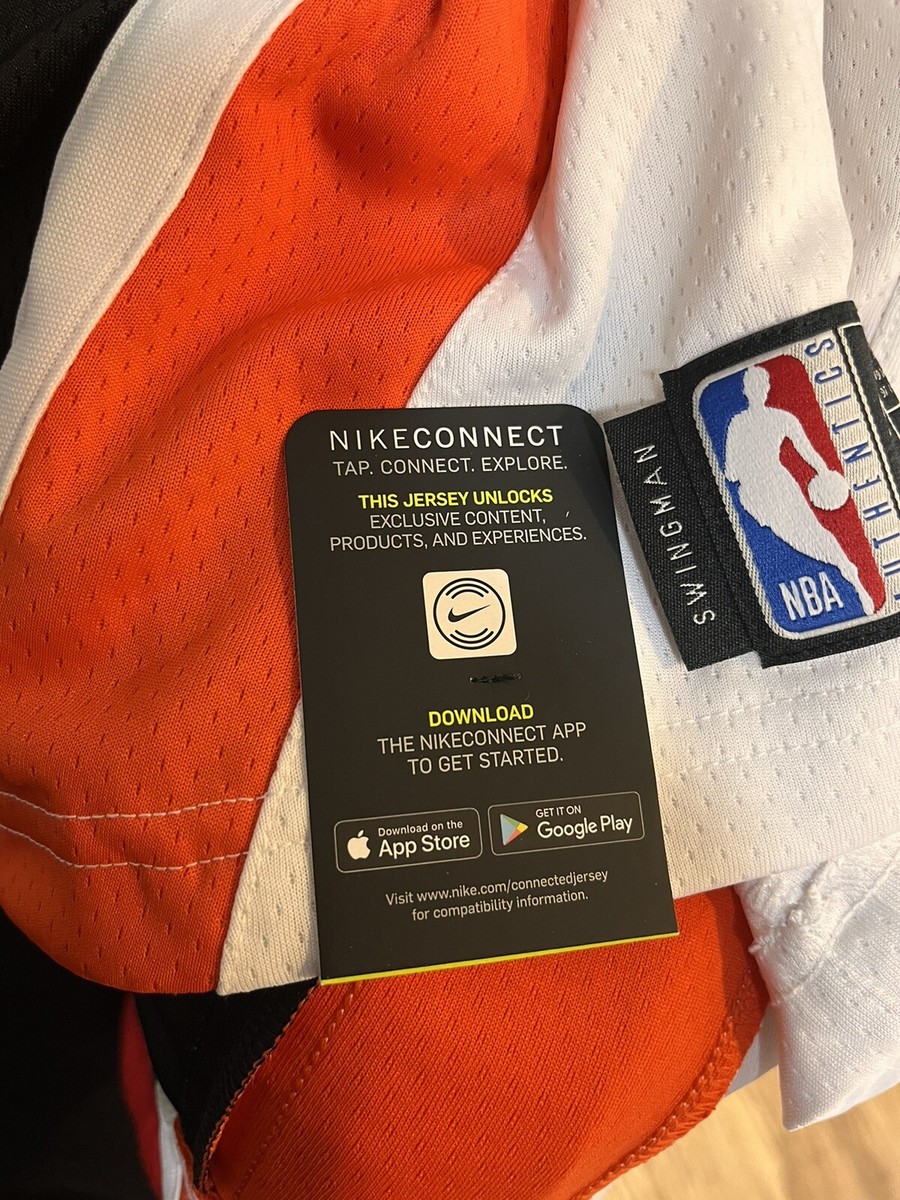 NIKECONNECT
TAP. CONNECT. EXPLORE.
THIS JERSEY UNLOCKS
EXCLUSIVE CONTENT,
PRODUCTS, AND EXPERIENCES.
DOWNLOAD
THE NIKECONNECT APP
TO GET STARTED.
Download on the
App Store
GET IT ON
Google Play
Visit www.nike.com/connectedjersey
for compatibility information.
SWINGMAN
NBA
AUTHENTICS